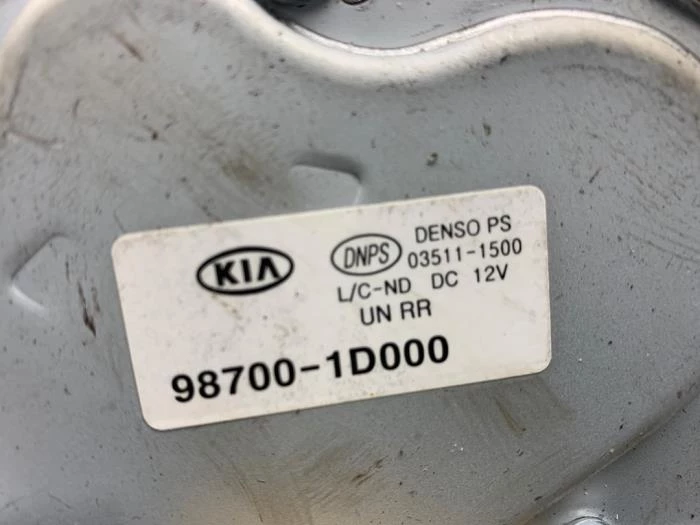 KIA
DNPS
DENSO PS
03511-1500
L/C-ND DC 12V
UN RR
98700-1D000